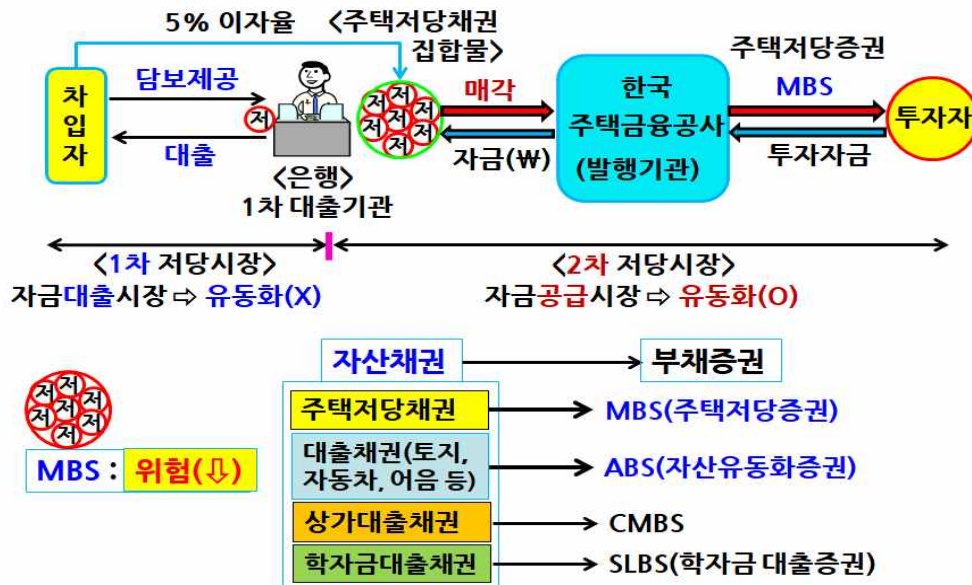 5% 이자율
<주택저당채권
집합물>
차
입
자
담보제공
대출
저
<은행>
1차 대출기관
저
저
저
저
저
저
저
매각
자금(₩)
한국
주택금융공사
(발행기관)
주택저당증권
MBS
투자자금
투자자
<1차 저당시장>
자금대출시장 ⇨ 유동화(X)
<2차 저당시장>
자금공급시장 ⇨ 유동화(O)
저
저
저
저
저
저
저
MBS : 위험(⇩)
자산채권
부채증권
주택저당채권
MBS(주택저당증권)
대출채권(토지,
자동차, 어음 등)
ABS(자산유동화증권)
상가대출채권
CMBS
학자금대출채권
SLBS(학자금 대출증권)